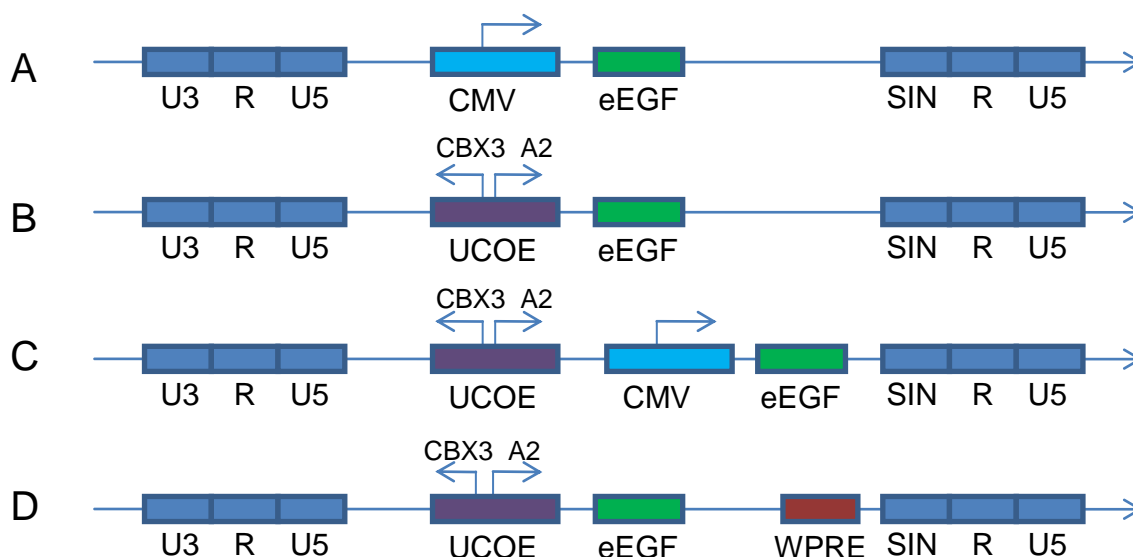 A
U3 R U5 CMV eEGF SIN R U5
CBX3 A2
B
U3 R U5 UCOE eEGF SIN R U5
CBX3 A2
C
U3 R U5 UCOE CMV eEGF SIN R U5
CBX3 A2
D
U3 R U5 UCOE eEGF WPRE SIN R U5